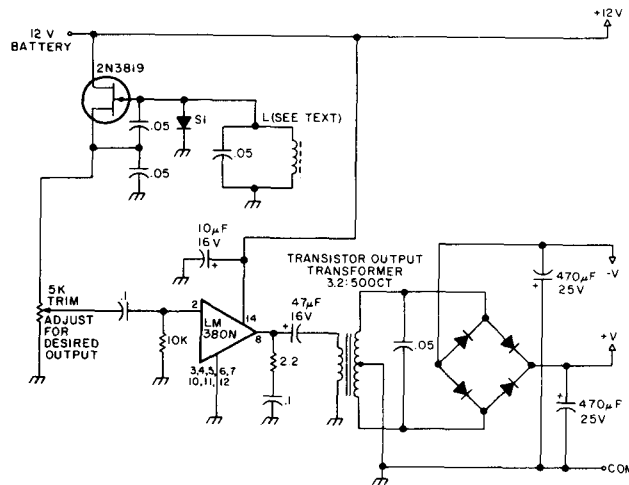 12 V
BATTERY
+12V
2N3819
.05
Si
L(SEE TEXT)
.05
.05
10µF
16V
TRANSISTOR OUTPUT
TRANSFORMER
3.2:500CT
5K
TRIM
ADJUST
FOR
DESIRED
OUTPUT
.1
2
14
LM
380N
8
10K
3,4,5,6,7
10,11,12
47µF
16V
+
2.2
.1
.05
470µF
25V
+
-V
+V
+
470µF
25V
COM
+